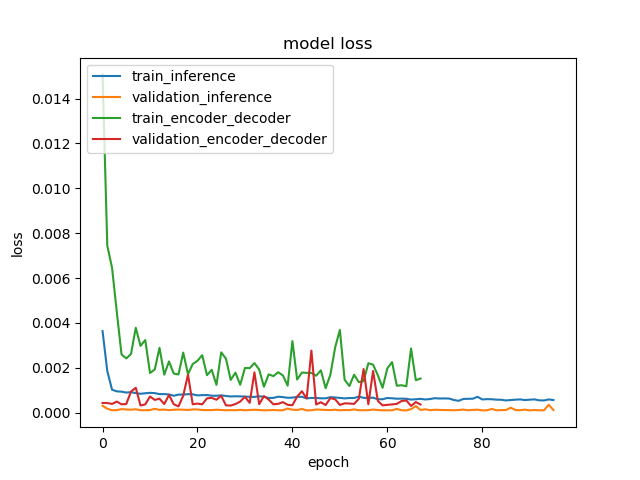 model loss
train_inference
validation_inference
train_encoder_decoder
validation_encoder_decoder
0.014
0.012
0.010
0.008
0.006
0.004
0.002
0.000
loss
0 20 40 60 80
epoch